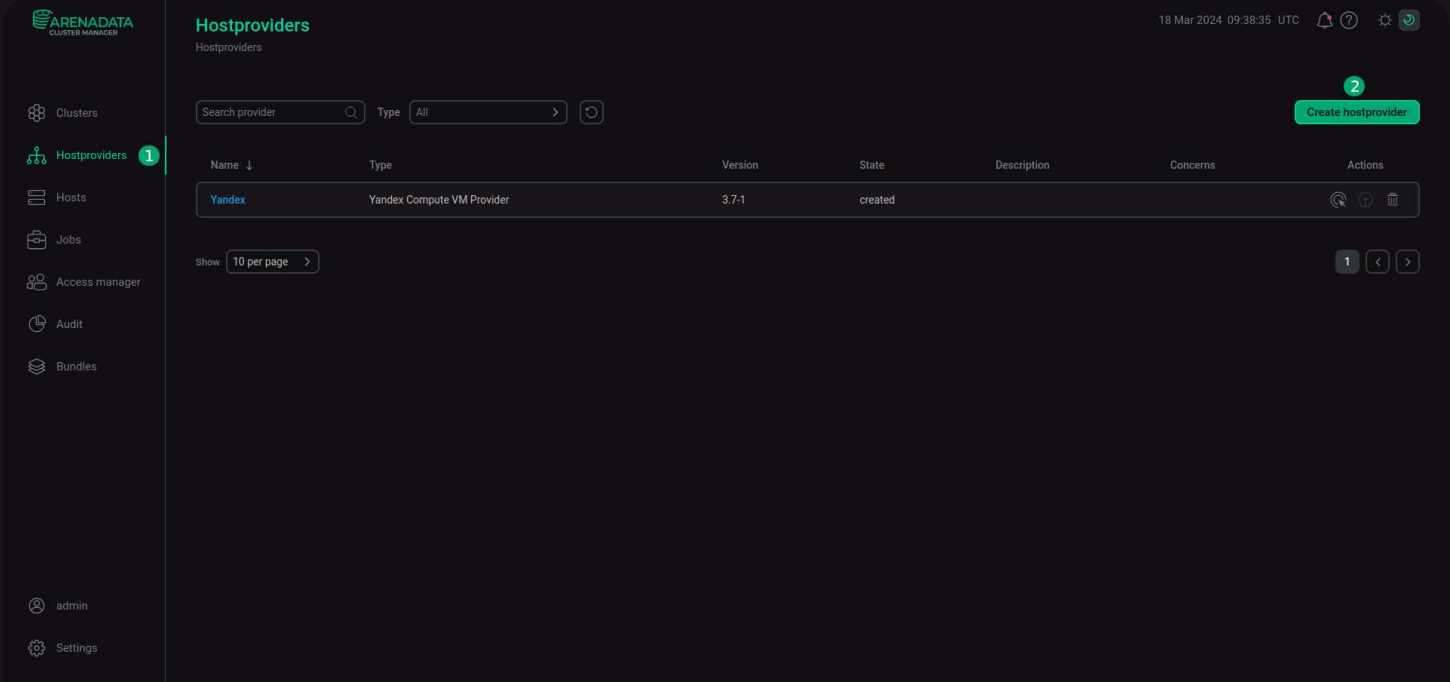 ARENADATA
CLUSTER MANAGER
Hostproviders
Hostproviders
18 Mar 2024 09:38:35 UTC
Clusters
Hostproviders 1
Hosts
Jobs
Access manager
Audit
Bundles
admin
Settings
Search provider Type All
2
Create hostprovider
Name Type Version State Description Concerns Actions
Yandex Yandex Compute VM Provider 3.7-1 created
Show 10 per page 1